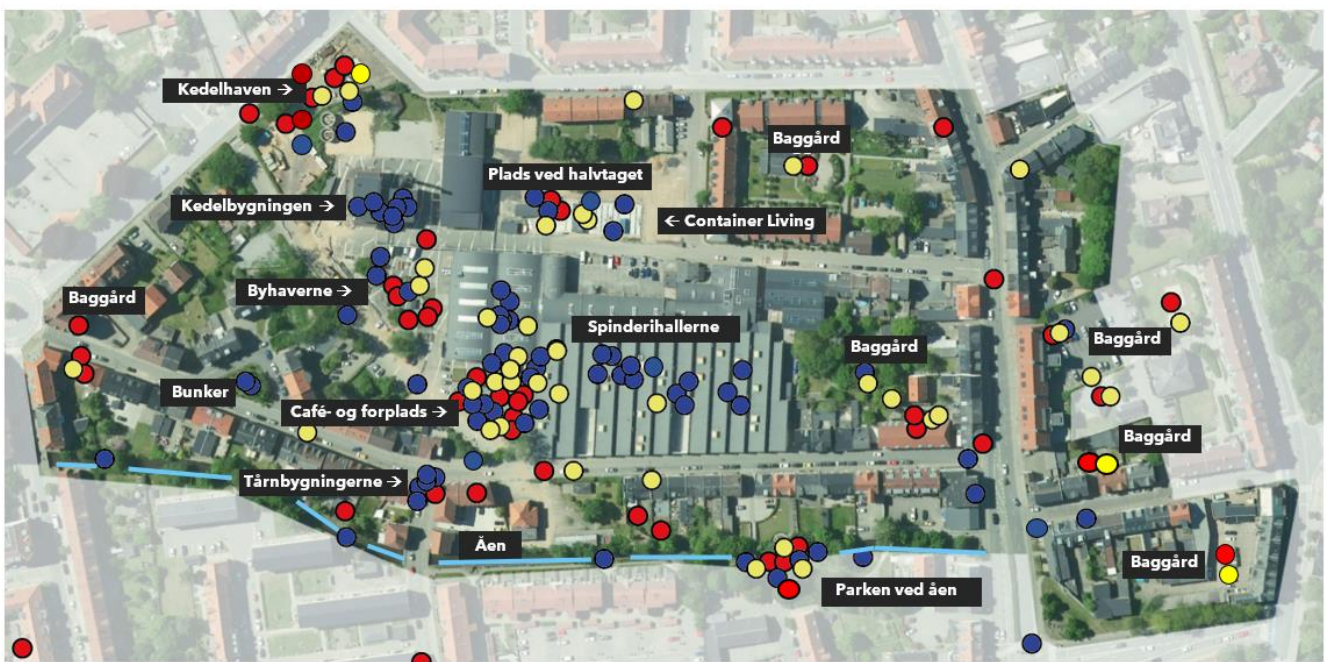 Kedelhaven →
Baggård
Plads ved halvtaget
Kedelbygningen →
← Container Living
Byhaverne →
Baggård
Spinderihallerne
Baggård
Baggård
Bunker
Café- og forplads →
Baggård
Tårnbygningerne →
Åen
Baggård
Parken ved åen